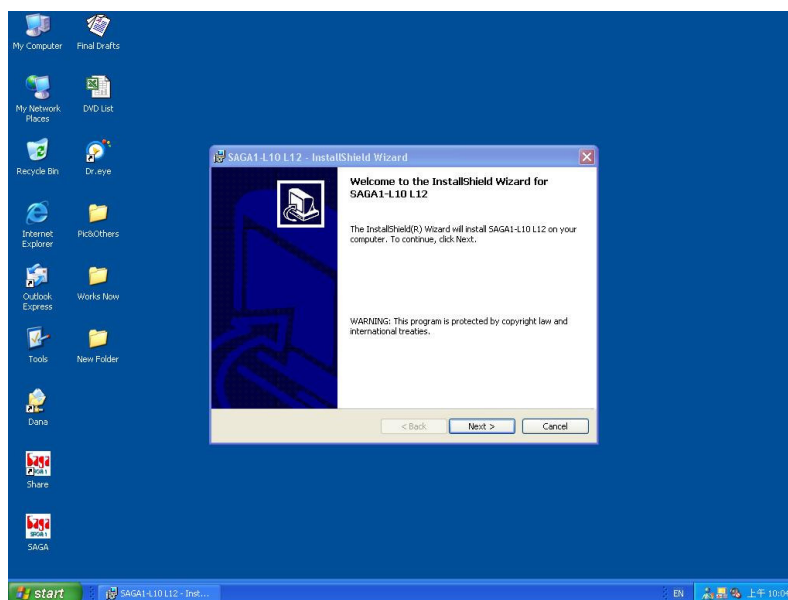 My Computer
Final Drafts
My Network
Places
DVD List
Recycle Bin
Dr.eye
Internet
Explorer
Pic&Others
Outlook
Express
Works Now
Tools
New Folder
Dana
saga
Share
saga
SAGA
SAGA1-L10 L12 - InstallShield Wizard
Welcome to the InstallShield Wizard for
SAGA1-L10 L12
The InstallShield(R) Wizard will install SAGA1-L10 L12 on your
computer. To continue, click Next.
WARNING: This program is protected by copyright law and
international treaties.
< Back
Next >
Cancel
start
SAGA1-L10 L12 - Inst...
EN
上午 10:04